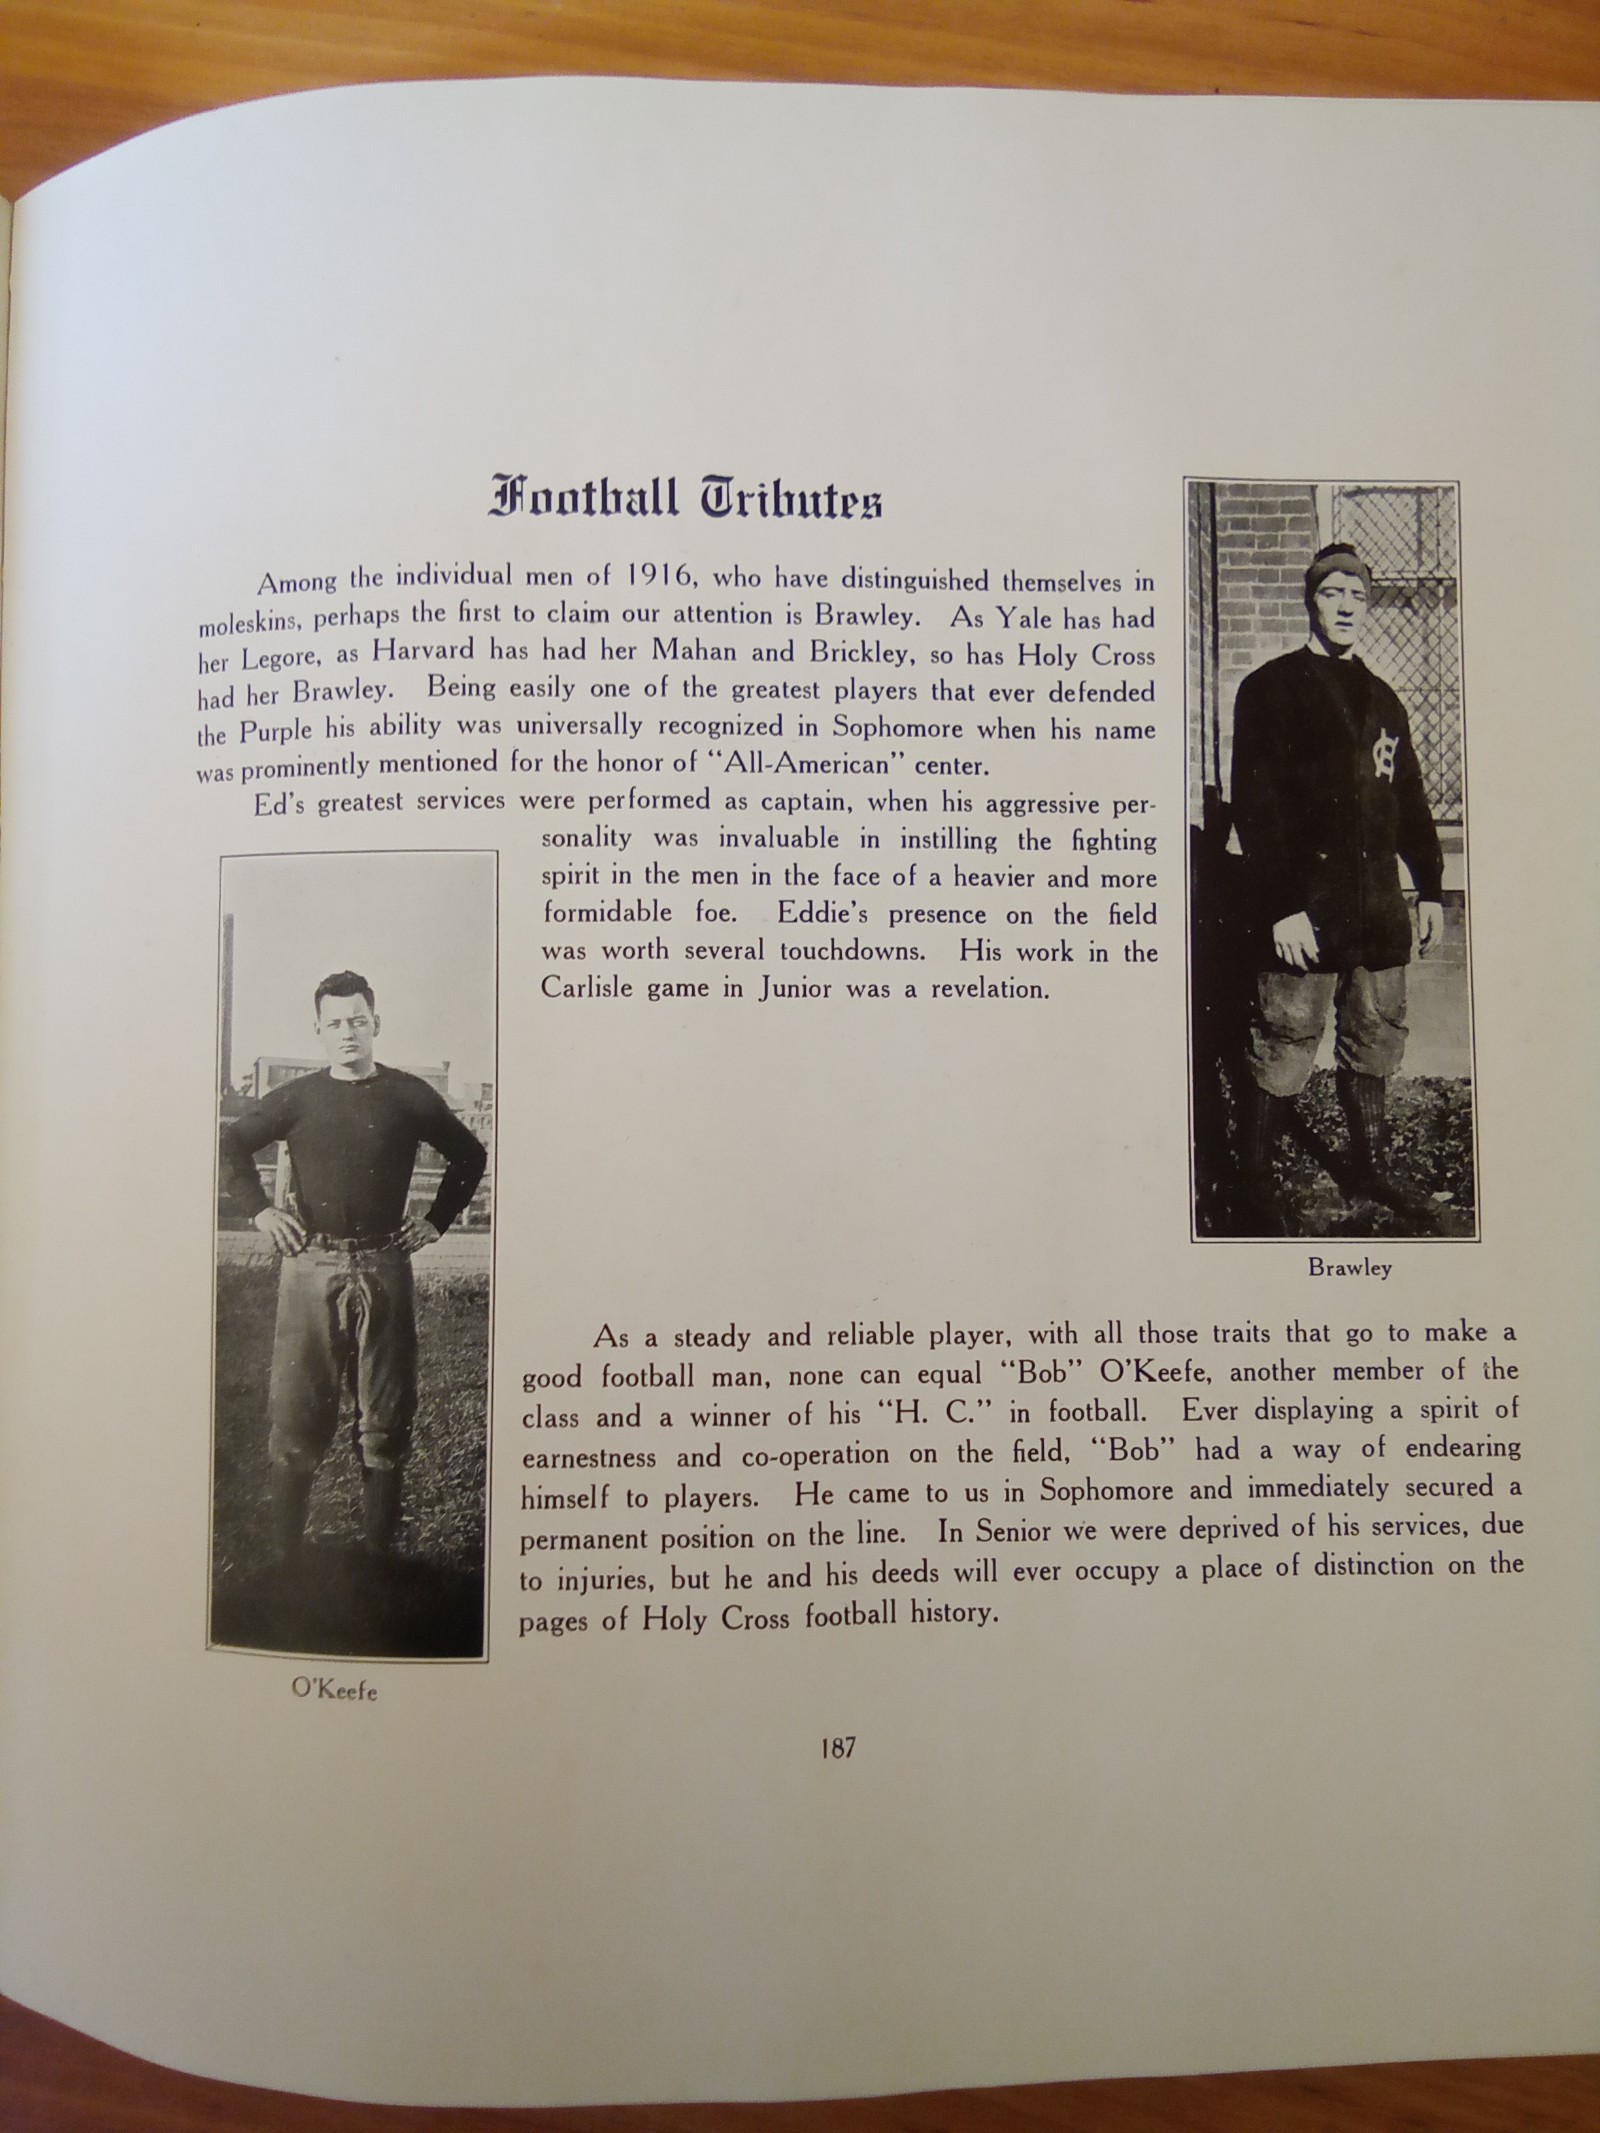 Football Tributes
Among the individual men of 1916, who have distinguished themselves in
moleskins, perhaps the first to claim our attention is Brawley. As Yale has had
her Legore, as Harvard has had her Mahan and Brickley, so has Holy Cross
had her Brawley. Being easily one of the greatest players that ever defended
the Purple his ability was universally recognized in Sophomore when his name
was prominently mentioned for the honor of “All-American” center.
Ed’s greatest services were performed as captain, when his aggressive per-
sonality was invaluable in instilling the fighting
spirit in the men in the face of a heavier and more
formidable foe. Eddie’s presence on the field
was worth several touchdowns. His work in the
Carlisle game in Junior was a revelation.
HC
Brawley
As a steady and reliable player, with all those traits that go to make a
good football man, none can equal “Bob” O’Keefe, another member of the
class and a winner of his “H. C.” in football. Ever displaying a spirit of
earnestness and co-operation on the field, “Bob” had a way of endearing
himself to players. He came to us in Sophomore and immediately secured a
permanent position on the line. In Senior we were deprived of his services, due
to injuries, but he and his deeds will ever occupy a place of distinction on the
pages of Holy Cross football history.
O’Keefe
187